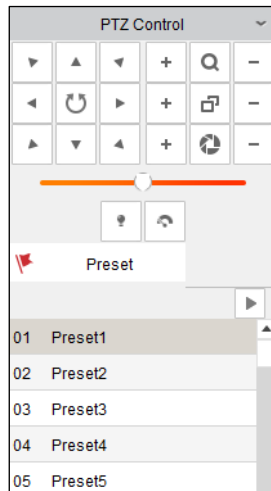 PTZ Control
Preset
01 Preset1
02 Preset2
03 Preset3
04 Preset4
05 Preset5